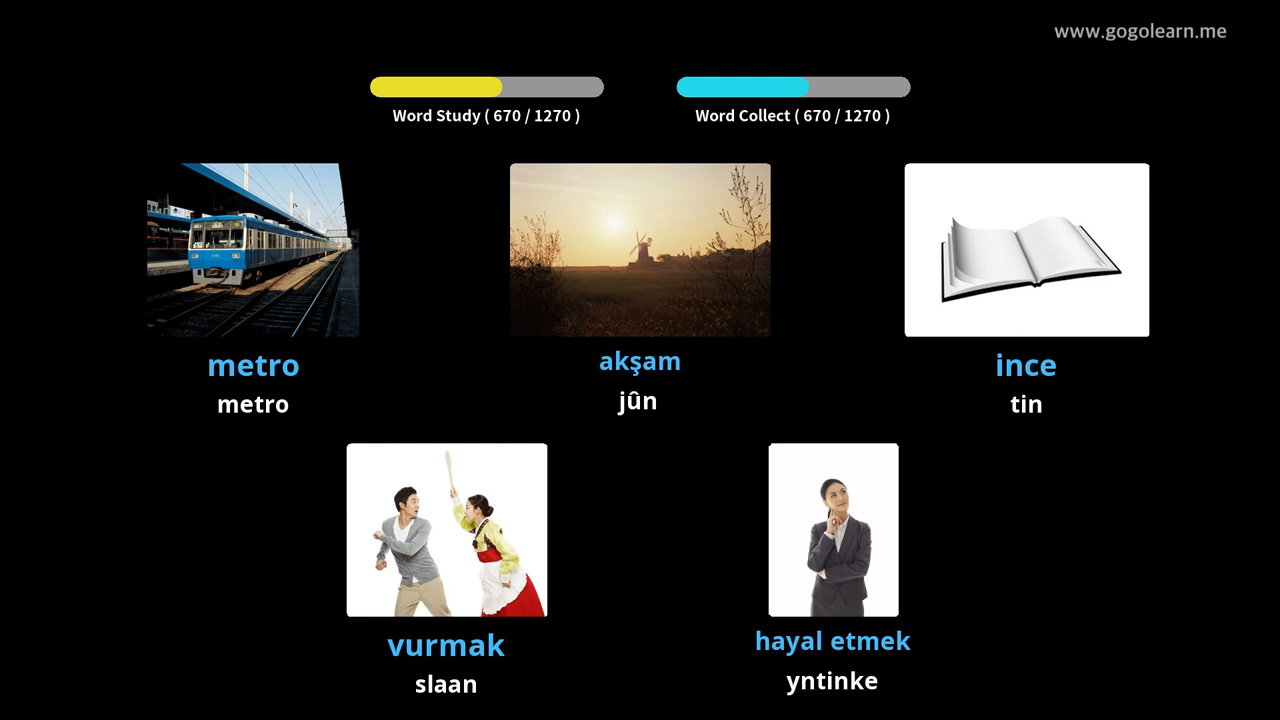 www.gogolearn.me
Word Study ( 670 / 1270 )
Word Collect ( 670 / 1270 )
metro
metro
akşam
jûn
ince
tin
vurmak
slaan
hayal etmek
yntinke